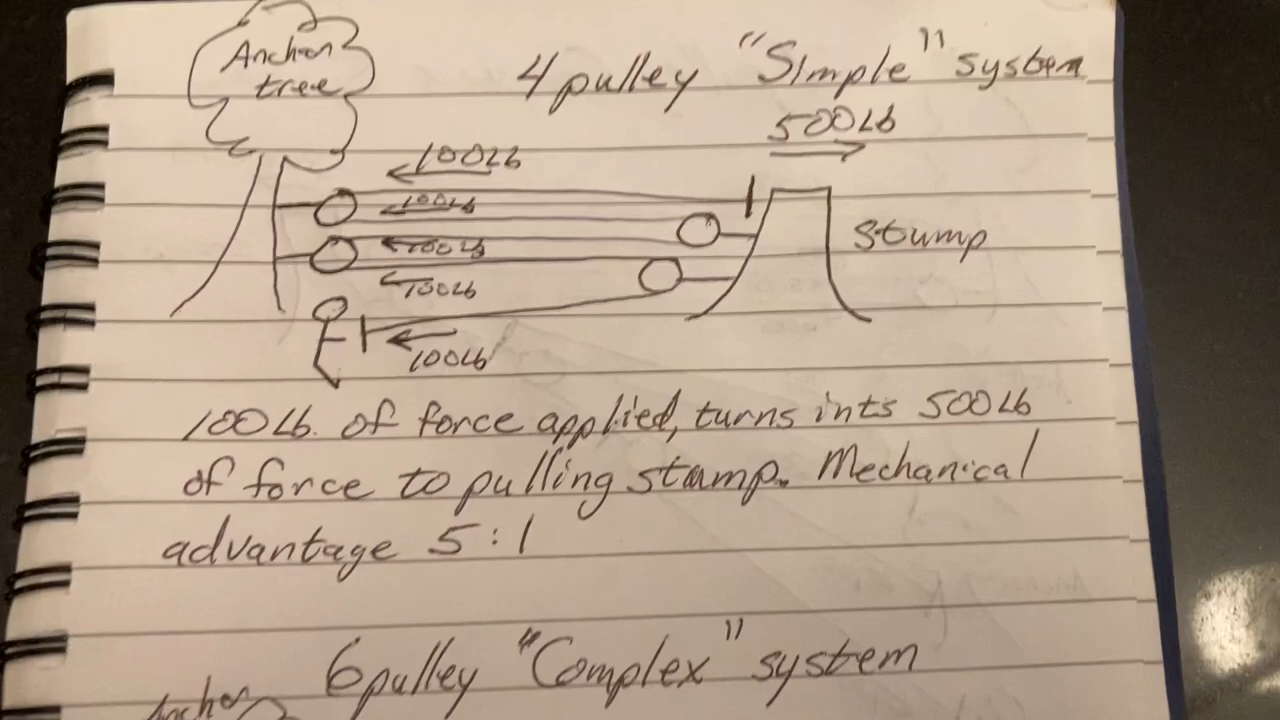 Anchor
tree
4 pulley "Simple" system
500Lb
100Lb
100Lb
100Lb
100Lb
100Lb
Stump
100Lb. of force applied, turns into 500Lb
of force to pulling stump. Mechanical
advantage 5:1
6 pulley "Complex" system
Anchor